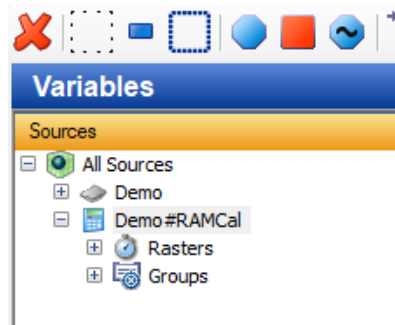 Variables
Sources
All Sources
Demo
Demo#RAMCal
Rasters
Groups